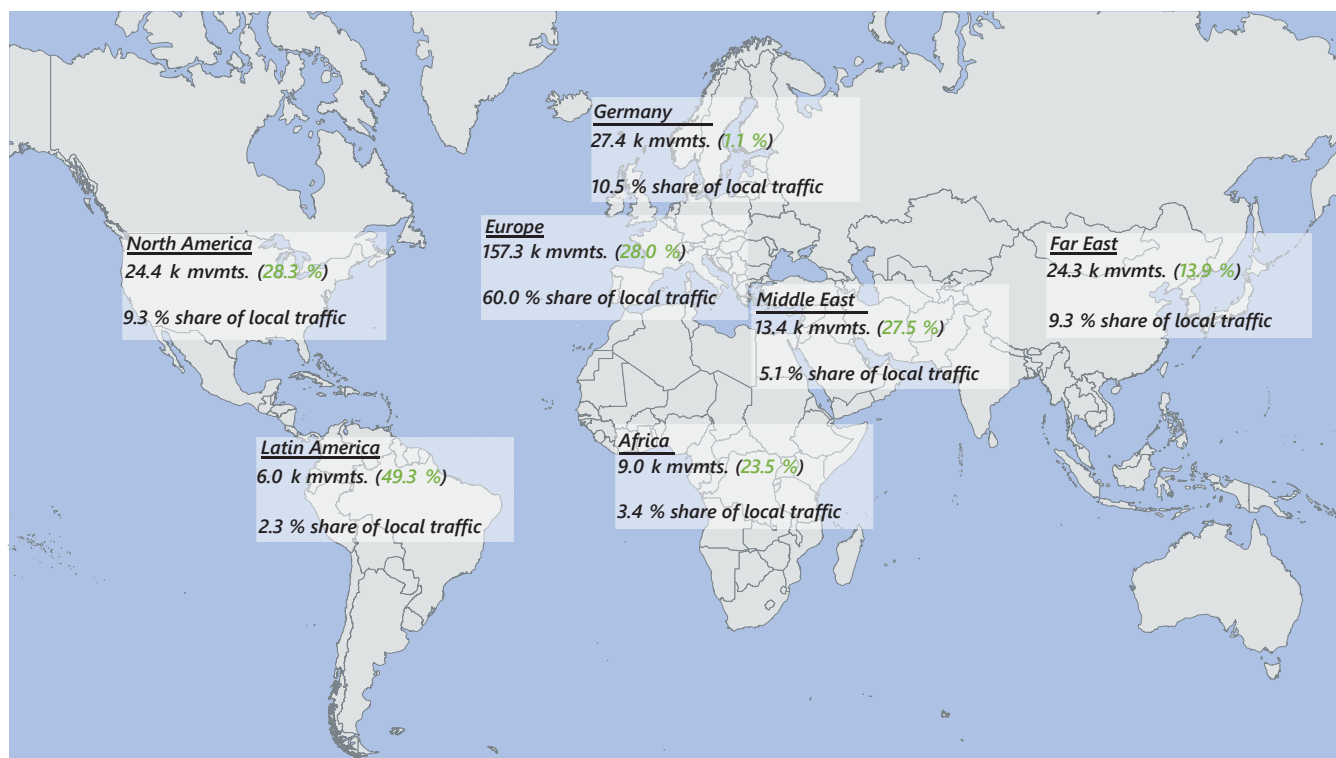 Germany
27.4 k mvmts. (1.1 %)
10.5 % share of local traffic
Europe
157.3 k mvmts. (28.0 %)
60.0 % share of local traffic
North America
24.4 k mvmts. (28.3 %)
9.3 % share of local traffic
Far East
24.3 k mvmts. (13.9 %)
9.3 % share of local traffic
Middle East
13.4 k mvmts. (27.5 %)
5.1 % share of local traffic
Latin America
6.0 k mvmts. (49.3 %)
2.3 % share of local traffic
Africa
9.0 k mvmts. (23.5 %)
3.4 % share of local traffic